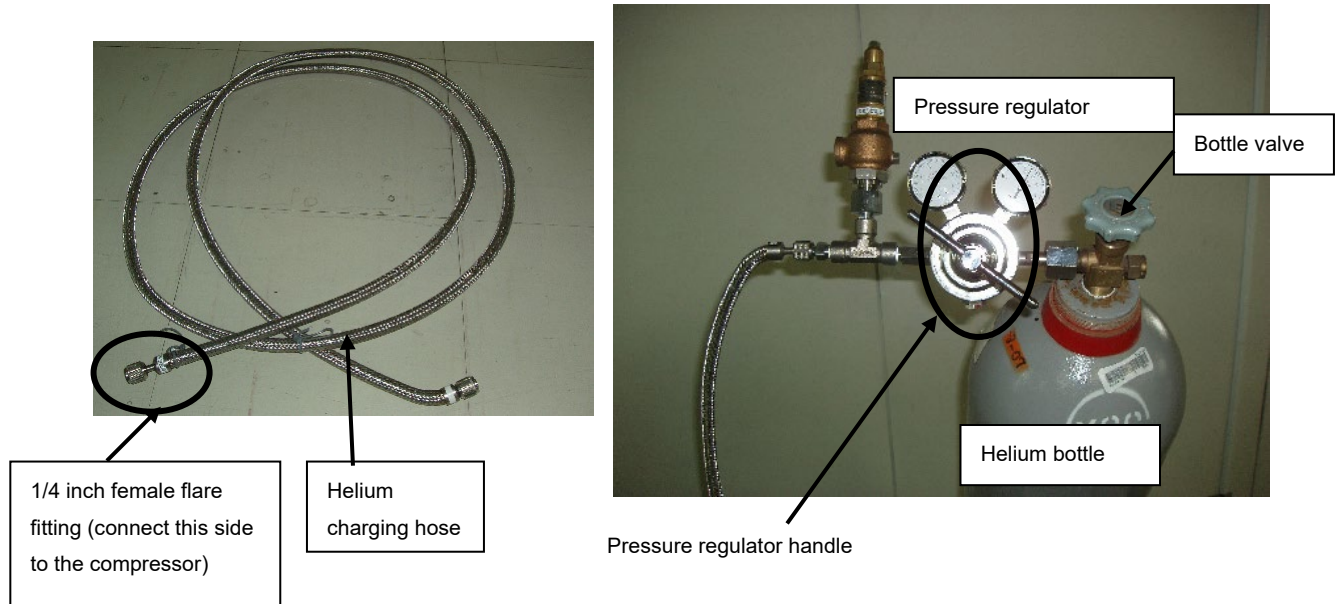 Pressure regulator
Bottle valve
Helium bottle
1/4 inch female flare
fitting (connect this side
to the compressor)
Helium
charging hose
Pressure regulator handle